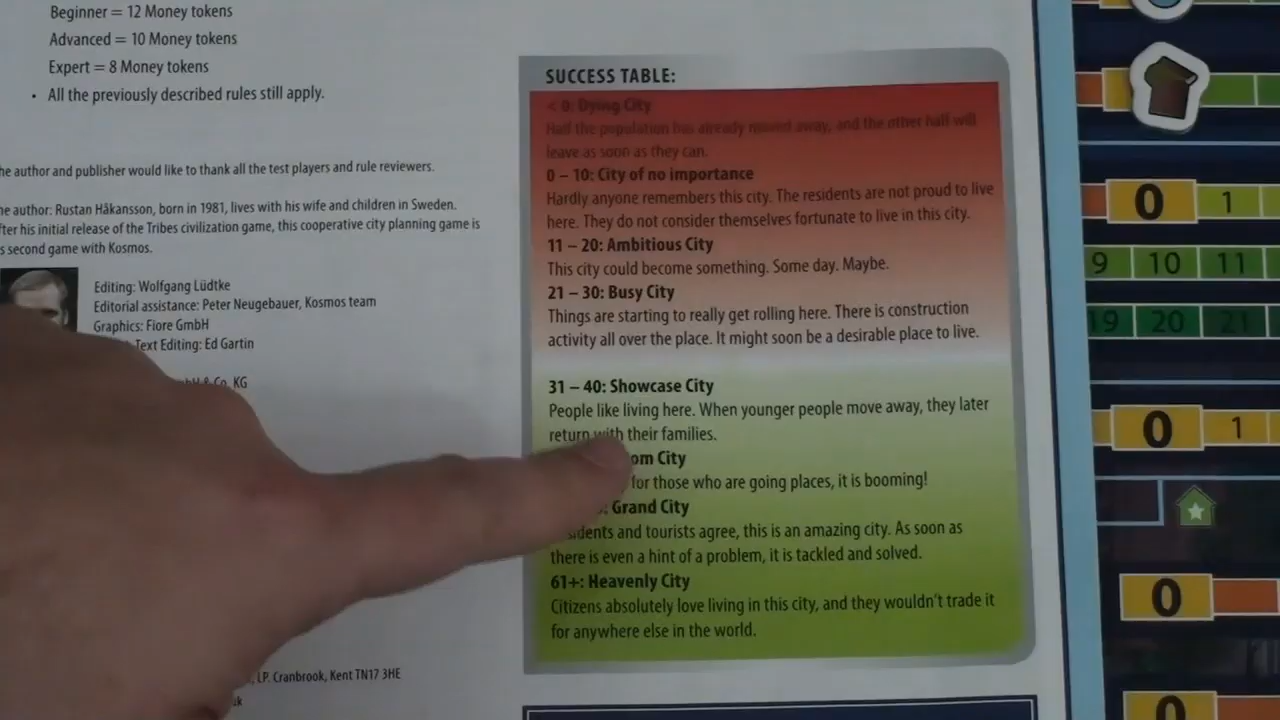 Beginner = 12 Money tokens
Advanced = 10 Money tokens
Expert = 8 Money tokens
• All the previously described rules still apply.
he author and publisher would like to thank all the test players and rule reviewers.
he author: Rustan Håkansson, born in 1981, lives with his wife and children in Sweden.
fter his initial release of the Tribes civilization game, this cooperative city planning game is
s second game with Kosmos.
Editing: Wolfgang Lüdtke
Editorial assistance: Peter Neugebauer, Kosmos team
Graphics: Fiore GmbH
Text Editing: Ed Gartin
& Co. KG
LP. Cranbrook, Kent TN17 3HE
SUCCESS TABLE:
< 0: Dying City
Half the population has already moved away, and the other half will
leave as soon as they can.
0 – 10: City of no importance
Hardly anyone remembers this city. The residents are not proud to live
here. They do not consider themselves fortunate to live in this city.
11 – 20: Ambitious City
This city could become something. Some day. Maybe.
21 – 30: Busy City
Things are starting to really get rolling here. There is construction
activity all over the place. It might soon be a desirable place to live.
31 – 40: Showcase City
People like living here. When younger people move away, they later
return with their families.
om City
for those who are going places, it is booming!
: Grand City
idents and tourists agree, this is an amazing city. As soon as
there is even a hint of a problem, it is tackled and solved.
61+: Heavenly City
Citizens absolutely love living in this city, and they wouldn't trade it
for anywhere else in the world.
0 1
9 10 11
19 20 21
0 1
0
0